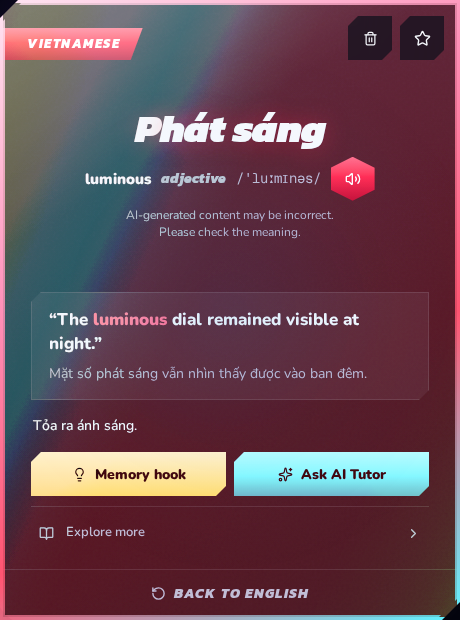 VIETNAMESE
Phát sáng
luminous adjective /ˈluːmɪnəs/
AI-generated content may be incorrect.
Please check the meaning.
“The luminous dial remained visible at
night.”
Mặt số phát sáng vẫn nhìn thấy được vào ban đêm.
Tỏa ra ánh sáng.
Memory hook
Ask AI Tutor
Explore more
BACK TO ENGLISH